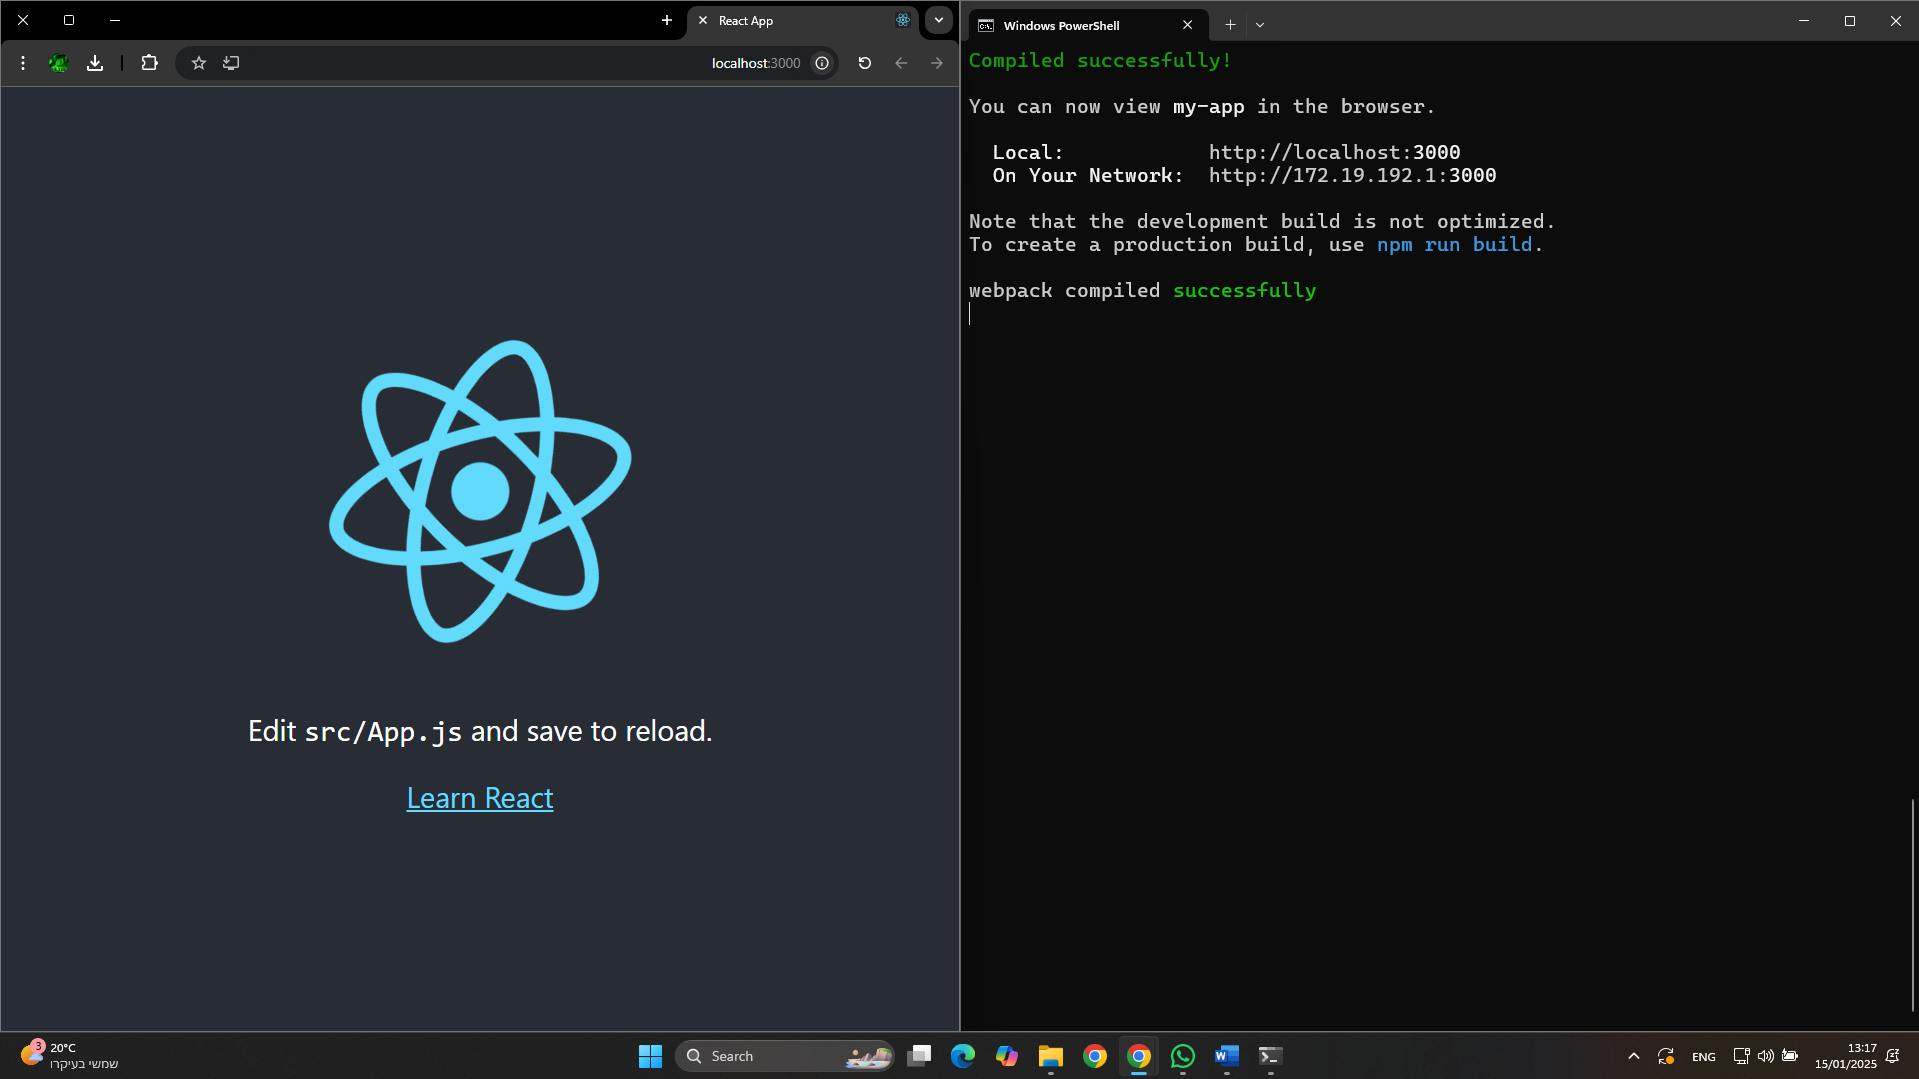 React App
localhost:3000
Edit src/App.js and save to reload.
Learn React
Windows PowerShell
Compiled successfully!
You can now view my-app in the browser.
Local: http://localhost:3000
On Your Network: http://172.19.192.1:3000
Note that the development build is not optimized.
To create a production build, use npm run build.
webpack compiled successfully
3
20°C
שמשי בעיקרו
Search
ENG
13:17
15/01/2025